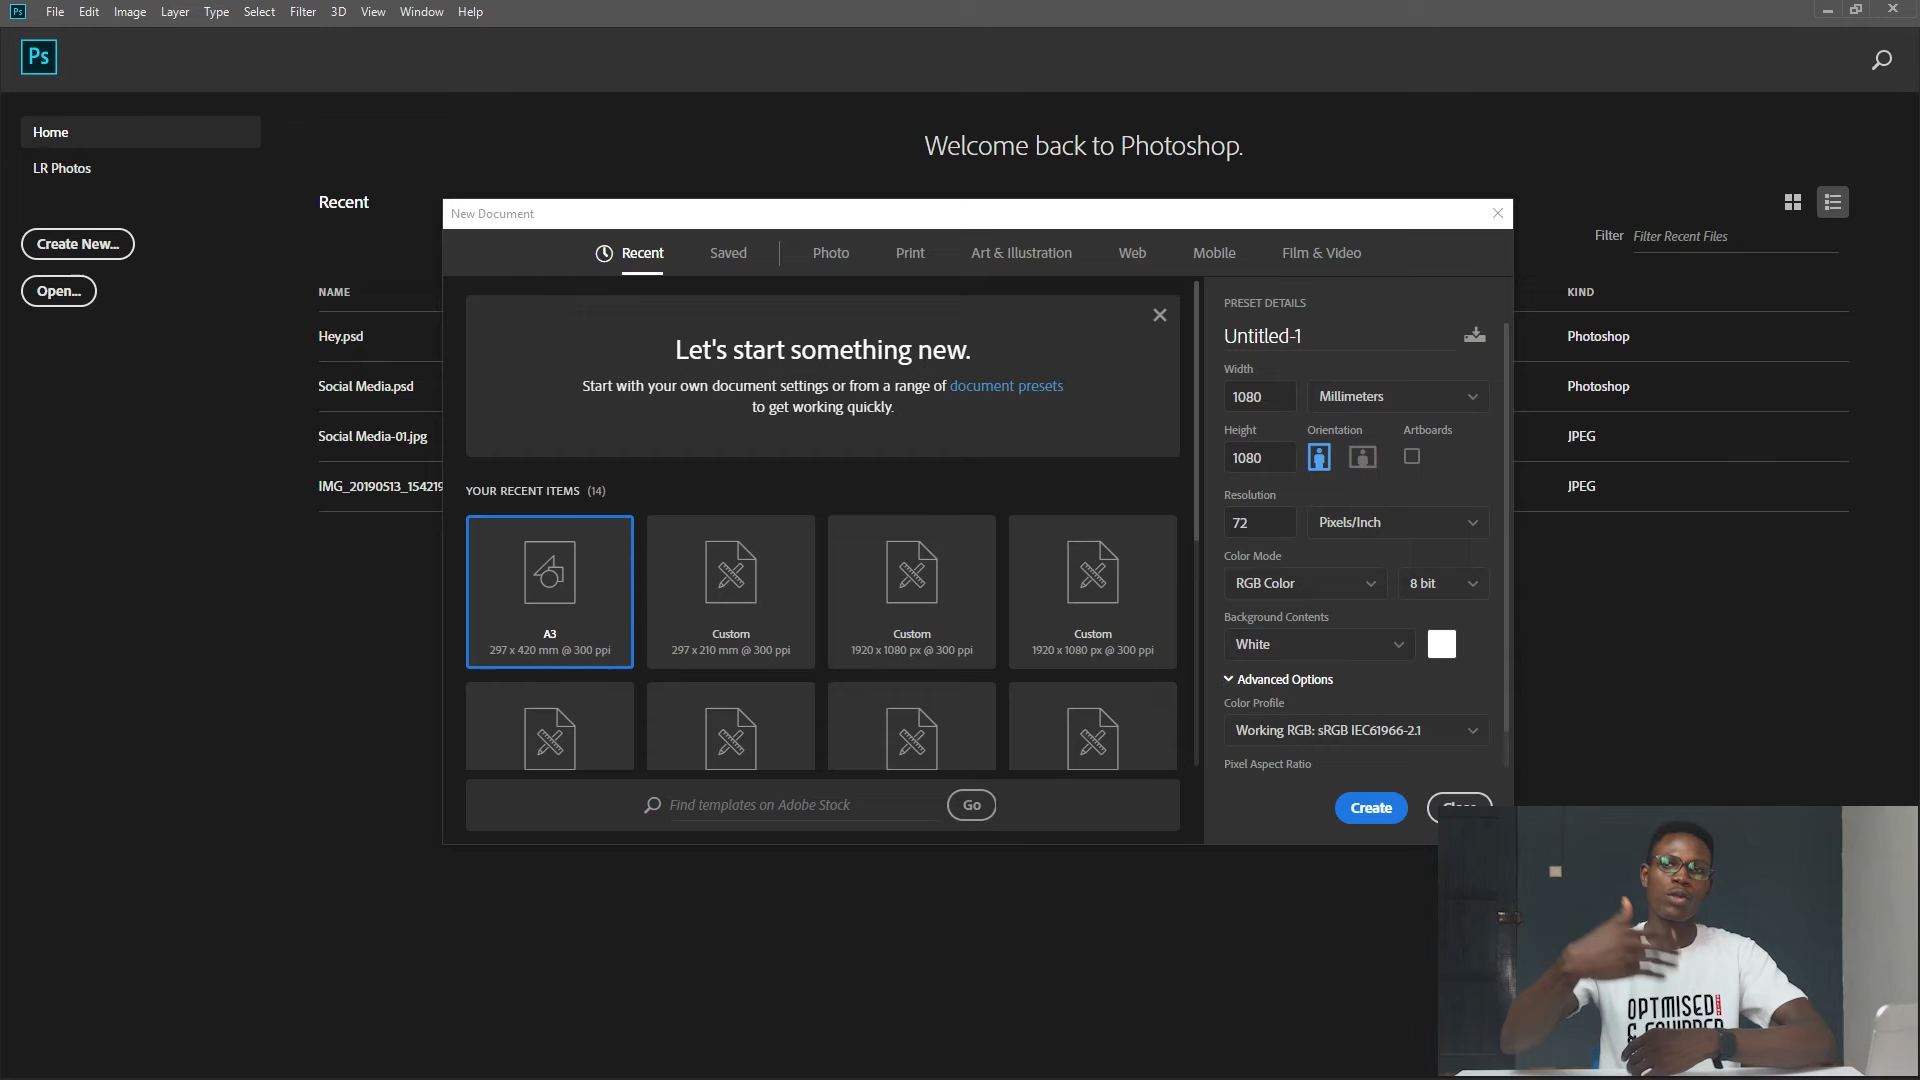 Ps File Edit Image Layer Type Select Filter 3D View Window Help
Ps
Home
LR Photos
Create New...
Open...
Welcome back to Photoshop.
Recent
Filter Filter Recent Files
NAME
KIND
Hey.psd
Photoshop
Social Media.psd
Photoshop
Social Media-01.jpg
JPEG
IMG_20190513_154219
JPEG
New Document
Recent Saved Photo Print Art & Illustration Web Mobile Film & Video
Let's start something new.
Start with your own document settings or from a range of document presets
to get working quickly.
YOUR RECENT ITEMS (14)
A3
297 x 420 mm @ 300 ppi
Custom
297 x 210 mm @ 300 ppi
Custom
1920 x 1080 px @ 300 ppi
Custom
1920 x 1080 px @ 300 ppi
Find templates on Adobe Stock
Go
PRESET DETAILS
Untitled-1
Width
1080 Millimeters
Height Orientation Artboards
1080
Resolution
72 Pixels/Inch
Color Mode
RGB Color 8 bit
Background Contents
White
Advanced Options
Color Profile
Working RGB: sRGB IEC61966-2.1
Pixel Aspect Ratio
Create
OPTMISED